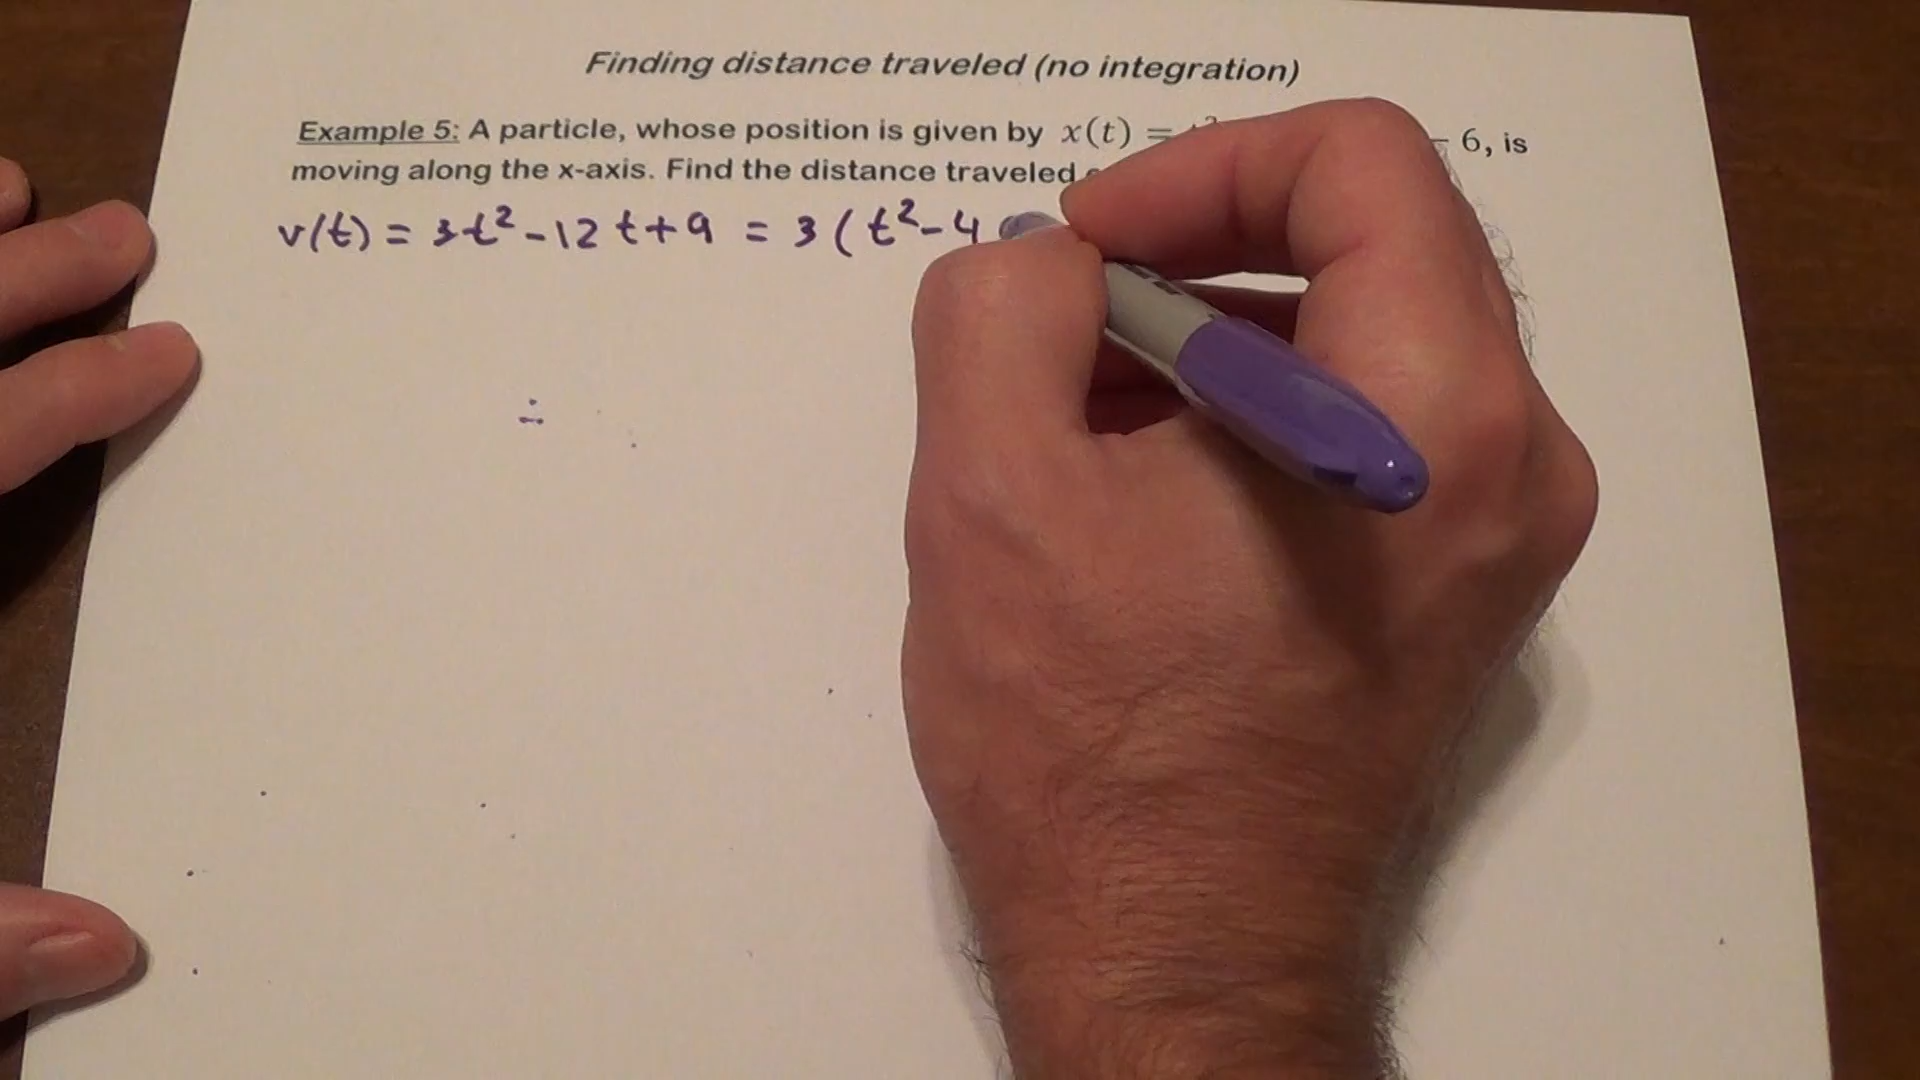 Finding distance traveled (no integration)
Example 5: A particle, whose position is given by x(t) = − 6, is
moving along the x-axis. Find the distance traveled
v(t) = 3t² - 12t + 9 = 3(t² - 4